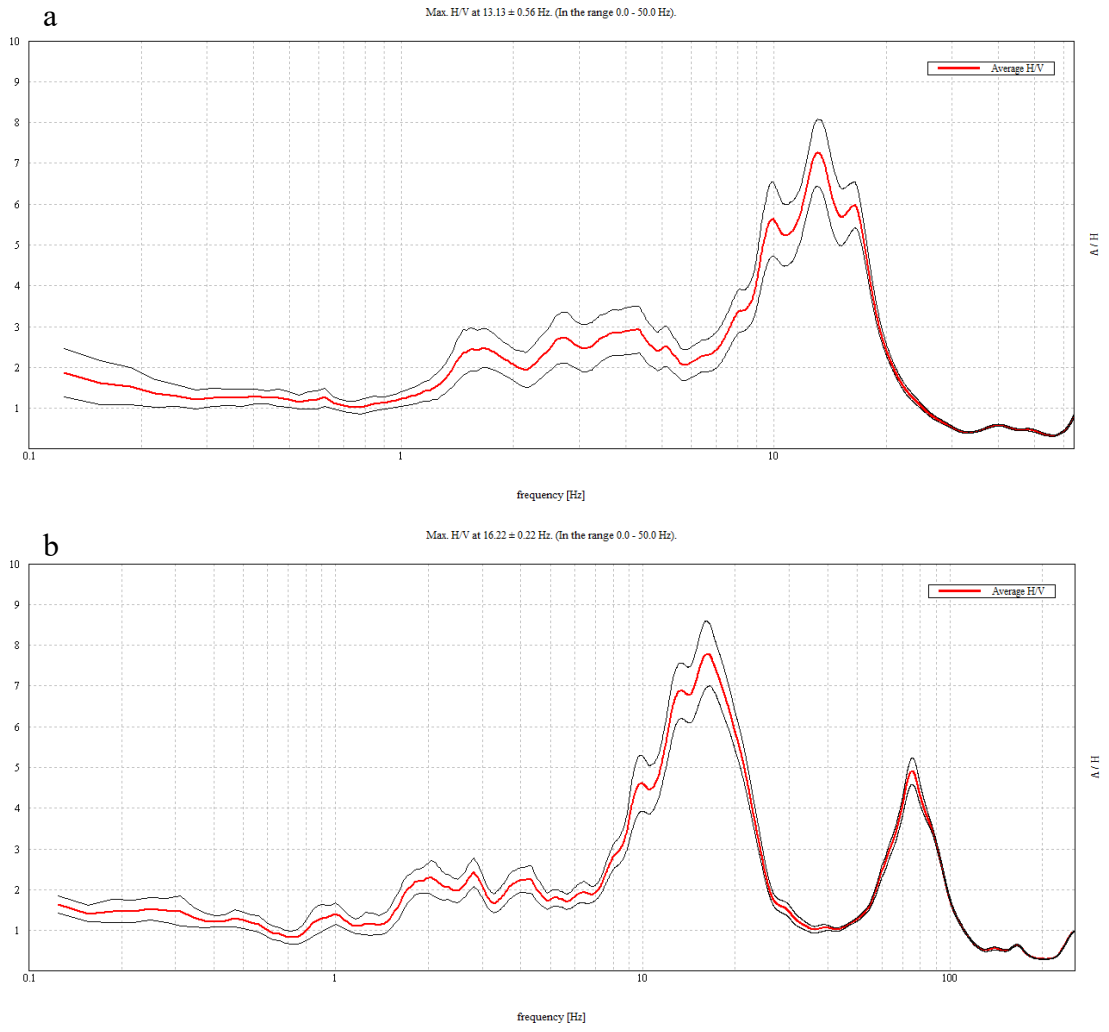 a
Max. H/V at 13.13 ± 0.56 Hz. (In the range 0.0 - 50.0 Hz).
10
9
8
7
6
5
4
3
2
1
Average H/V
H / V
0.1
1
10
frequency [Hz]
b
Max. H/V at 16.22 ± 0.22 Hz. (In the range 0.0 - 50.0 Hz).
10
9
8
7
6
5
4
3
2
1
Average H/V
H / V
0.1
1
10
100
frequency [Hz]